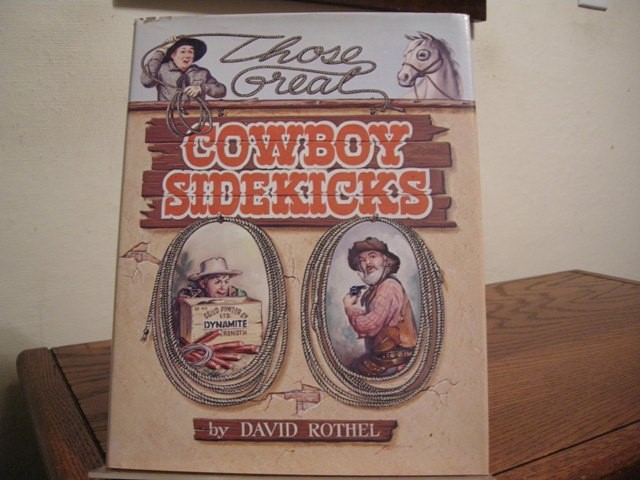 Those
Great
COWBOY
SIDEKICKS
DYNAMITE
by DAVID ROTHEL